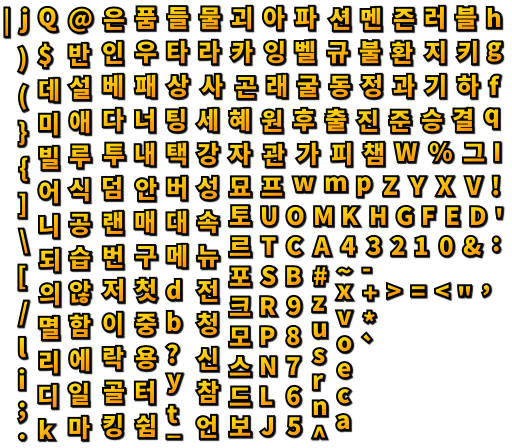 | j Q @ 은 품 들 물 괴 아 파 션 멘 즌 러 블 h
) $ 반 인 우 타 라 카 잉 벨 규 불 환 지 키 g
( 데 설 베 패 상 사 곤 래 굴 동 정 과 기 하 f
} 미 애 다 너 팅 세 혜 원 후 출 진 준 승 결 q
{ 빌 루 투 내 택 강 자 관 가 피 챔 W % 그 I
] 어 식 덤 안 버 성 묘 프 w m p Z Y X V !
\ 니 공 랜 매 대 속 토 U O M K H G F E D '
[ 되 습 번 구 메 뉴 르 T C A 4 3 2 1 0 & :
/ 의 않 저 첫 d 전 포 S B # ~ - x + > = < " ,
l 멸 함 이 중 b 청 크 R 9 z v *
i 리 에 락 용 ? 신 모 P 8 u o `
; 디 일 골 터 y 참 스 N 7 s e
. k 마 킹 쉼 t 언 드 L 6 r c
_ 보 J 5 n a
^